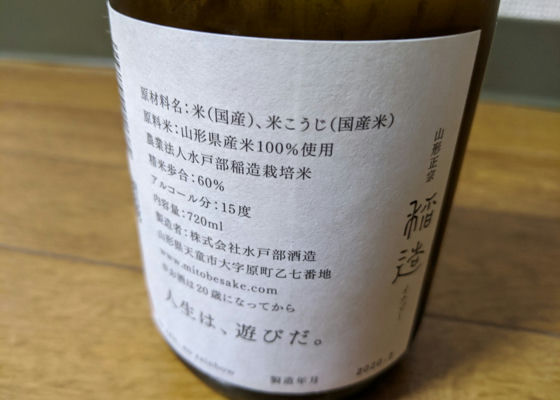 原材料名：米（国産）、米こうじ（国産米）
原料米：山形県産米100％使用
農業法人水戸部稲造栽培米
精米歩合：60％
アルコール分：15度
内容量：720ml
製造者：株式会社水戸部酒造
山形県天童市大字原町乙七番地
www.mitobesake.com
※お酒は20歳になってから
人生は、遊びだ。
rainbow
製造年月
山形正宗
稲造